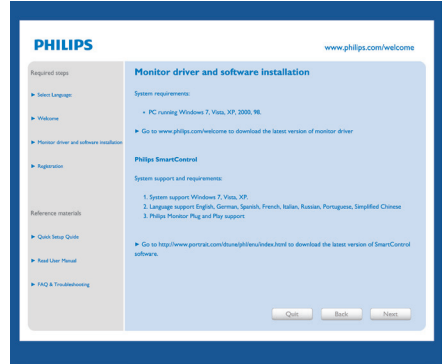 PHILIPS
www.philips.com/welcome
Required steps
► Select Language
► Welcome
► Monitor driver and software installation
► Registration
Reference materials
► Quick Setup Guide
► Read User Manual
► FAQ & Troubleshooting
Monitor driver and software installation
System requirements:
• PC running Windows 7, Vista, XP, 2000, 98.
► Go to www.philips.com/welcome to download the latest version of monitor driver
Philips SmartControl
System support and requirements:
1. System support Windows 7, Vista, XP.
2. Language support English, German, Spanish, French, Italian, Russian, Portuguese, Simplified Chinese
3. Philips Monitor Plug and Play support
► Go to http://www.portrait.com/dtune/phl/enu/index.html to download the latest version of SmartControl
software.
Quit
Back
Next